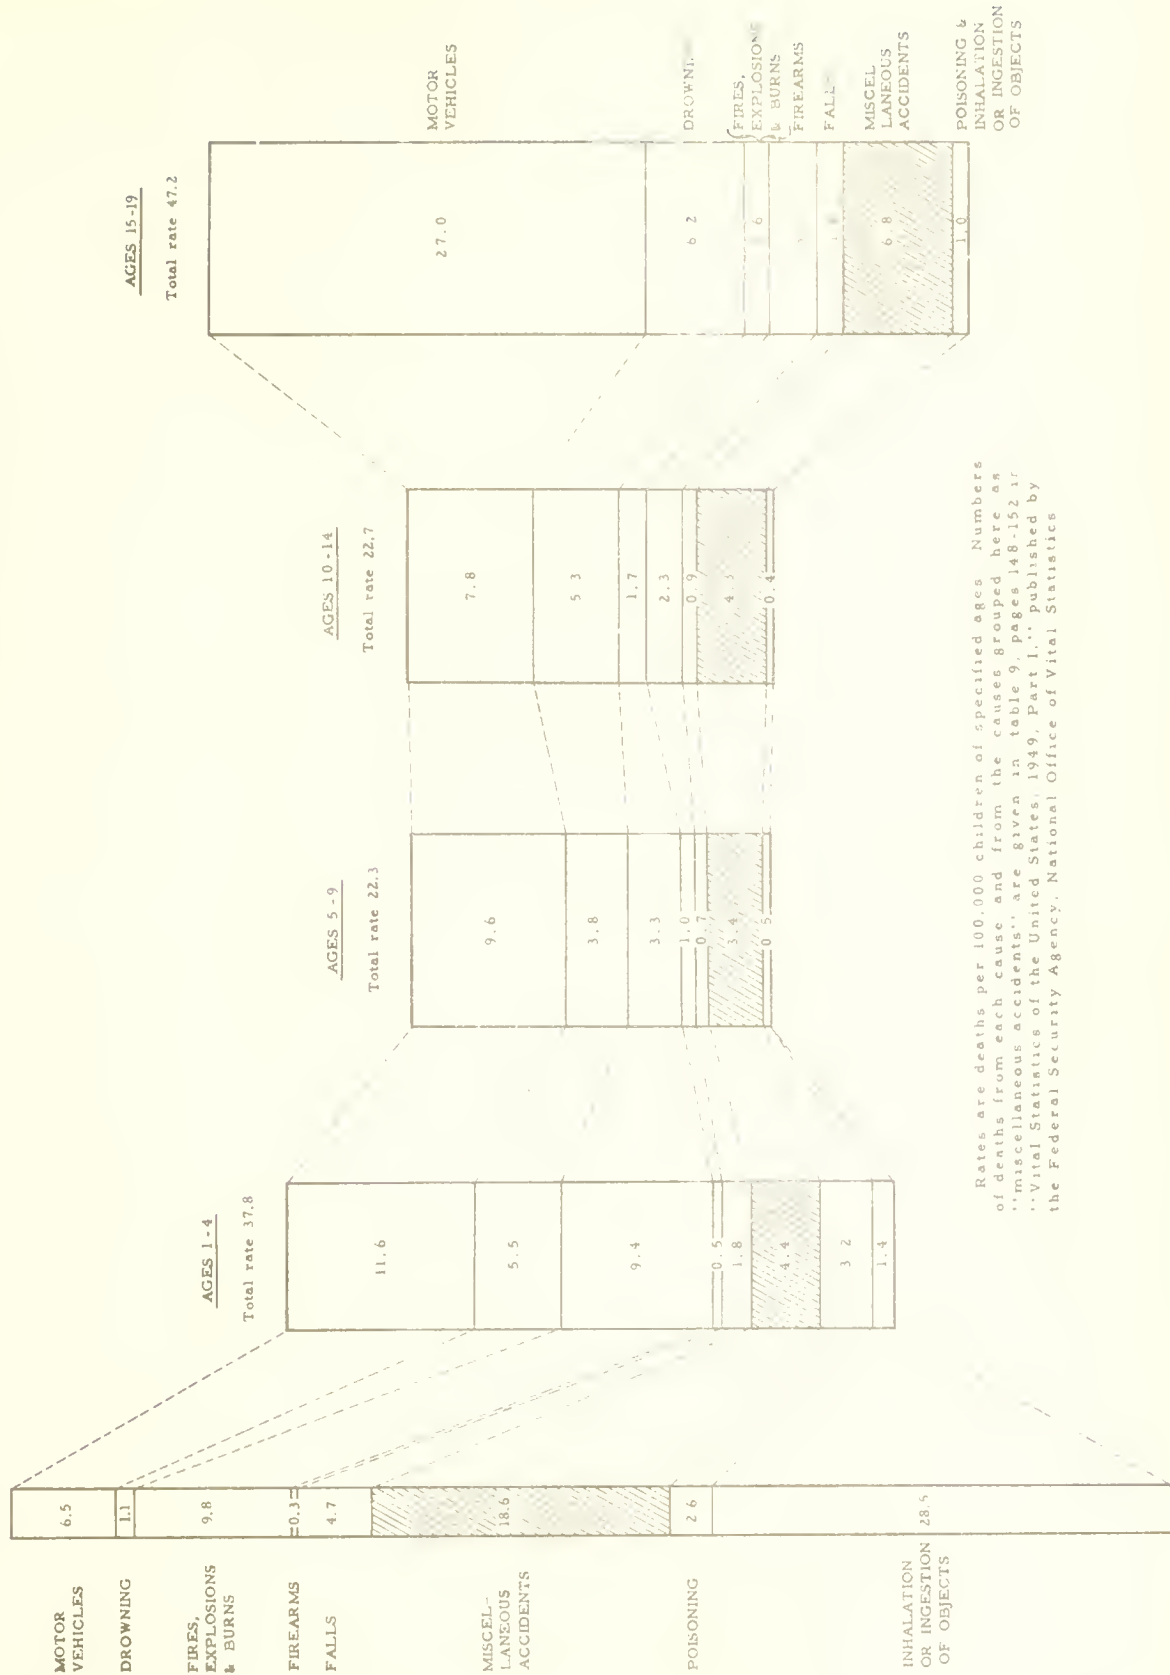 MOTOR
VEHICLES
DROWNING
FIRES,
EXPLOSIONS
& BURNS
FIREARMS
FALLS
MISCEL-
LANEOUS
ACCIDENTS
POISONING
INHALATION
OR INGESTION
OF OBJECTS
6.5
1.1
9.8
0.3
4.7
18.6
2.6
28.5
AGES 1-4
Total rate 37.8
11.6
5.5
9.4
0.5
1.8
4.4
3 2
1.4
AGES 5-9
Total rate 22.3
9.6
3.8
3.3
1.0
0.7
3.4
0 5
AGES 10-14
Total rate 22.7
7.8
5 3
1.7
2.3
0.9
4.3
0.4
AGES 15-19
Total rate 47.2
27.0
6 2
6
6 8
1.0
MOTOR
VEHICLES
DROWNI
FIRES,
EXPLOSION
& BURNS
FIREARMS
FALL
MISCEL
LANEOUS
ACCIDENTS
POISONING &
INHALATION
OR INGESTION
OF OBJECTS
Rates are deaths per 100,000 children of specified ages Numbers
of deaths from each cause and from the causes grouped here as
''miscellaneous accidents'' are given in table 9, pages 148-152 in
''Vital Statistics of the United States, 1949, Part I,'' published by
the Federal Security Agency, National Office of Vital Statistics